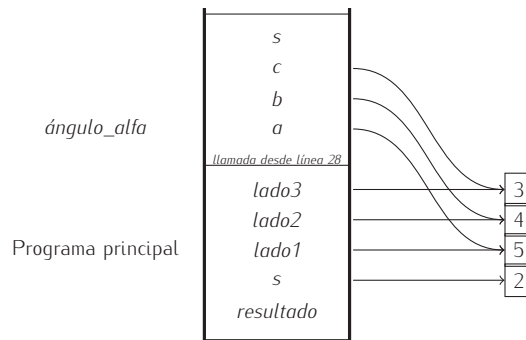 s
c
b
ángulo_alfa a
llamada desde línea 28
lado3 3
lado2 4
Programa principal lado1 5
s 2
resultado